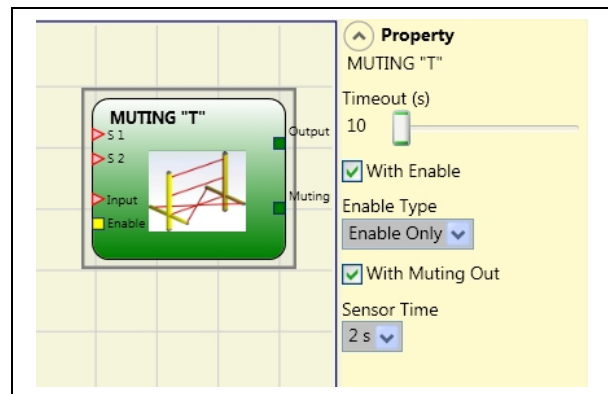 MUTING "T"
S 1
S 2
Input
Enable
Output
Muting
Property
MUTING "T"
Timeout (s)
10
With Enable
Enable Type
Enable Only
With Muting Out
Sensor Time
2 s